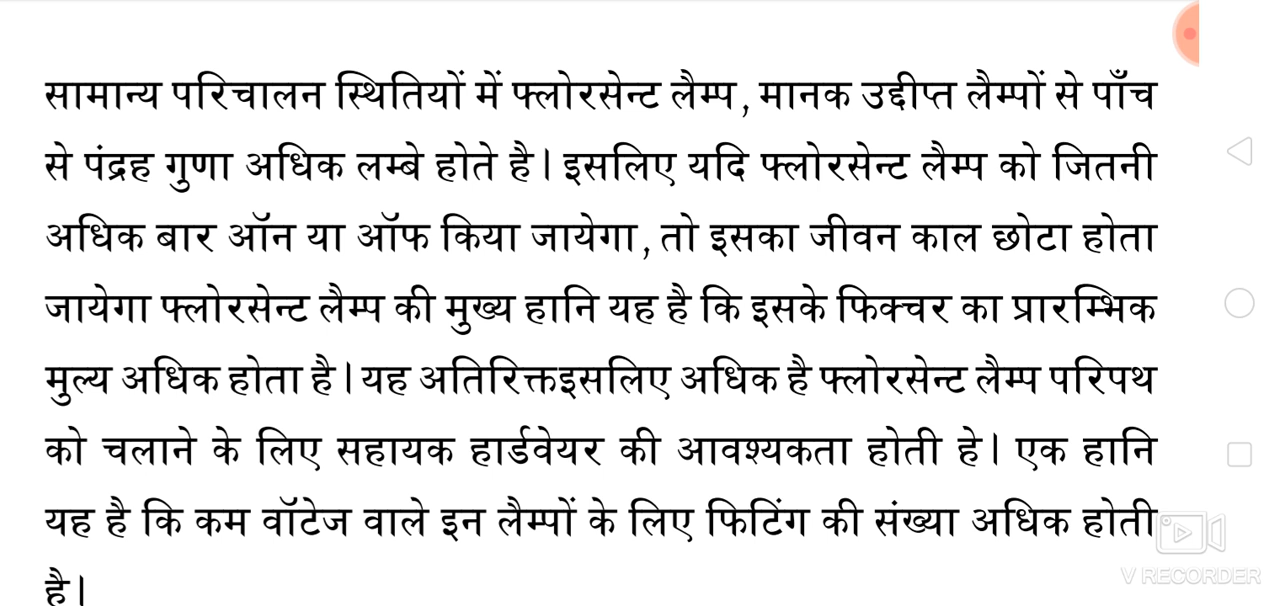 सामान्य परिचालन स्थितियों में फ्लोरसेन्ट लैम्प, मानक उद्दीप्त लैम्पों से पाँच
से पंद्रह गुणा अधिक लम्बे होते है। इसलिए यदि फ्लोरसेन्ट लैम्प को जितनी
अधिक बार ऑन या ऑफ किया जायेगा, तो इसका जीवन काल छोटा होता
जायेगा फ्लोरसेन्ट लैम्प की मुख्य हानि यह है कि इसके फिक्चर का प्रारम्भिक
मुल्य अधिक होता है। यह अतिरिक्तइसलिए अधिक है फ्लोरसेन्ट लैम्प परिपथ
को चलाने के लिए सहायक हार्डवेयर की आवश्यकता होती हे। एक हानि
यह है कि कम वॉटेज वाले इन लैम्पों के लिए फिटिंग की संख्या अधिक होती
है।
V RECORDER